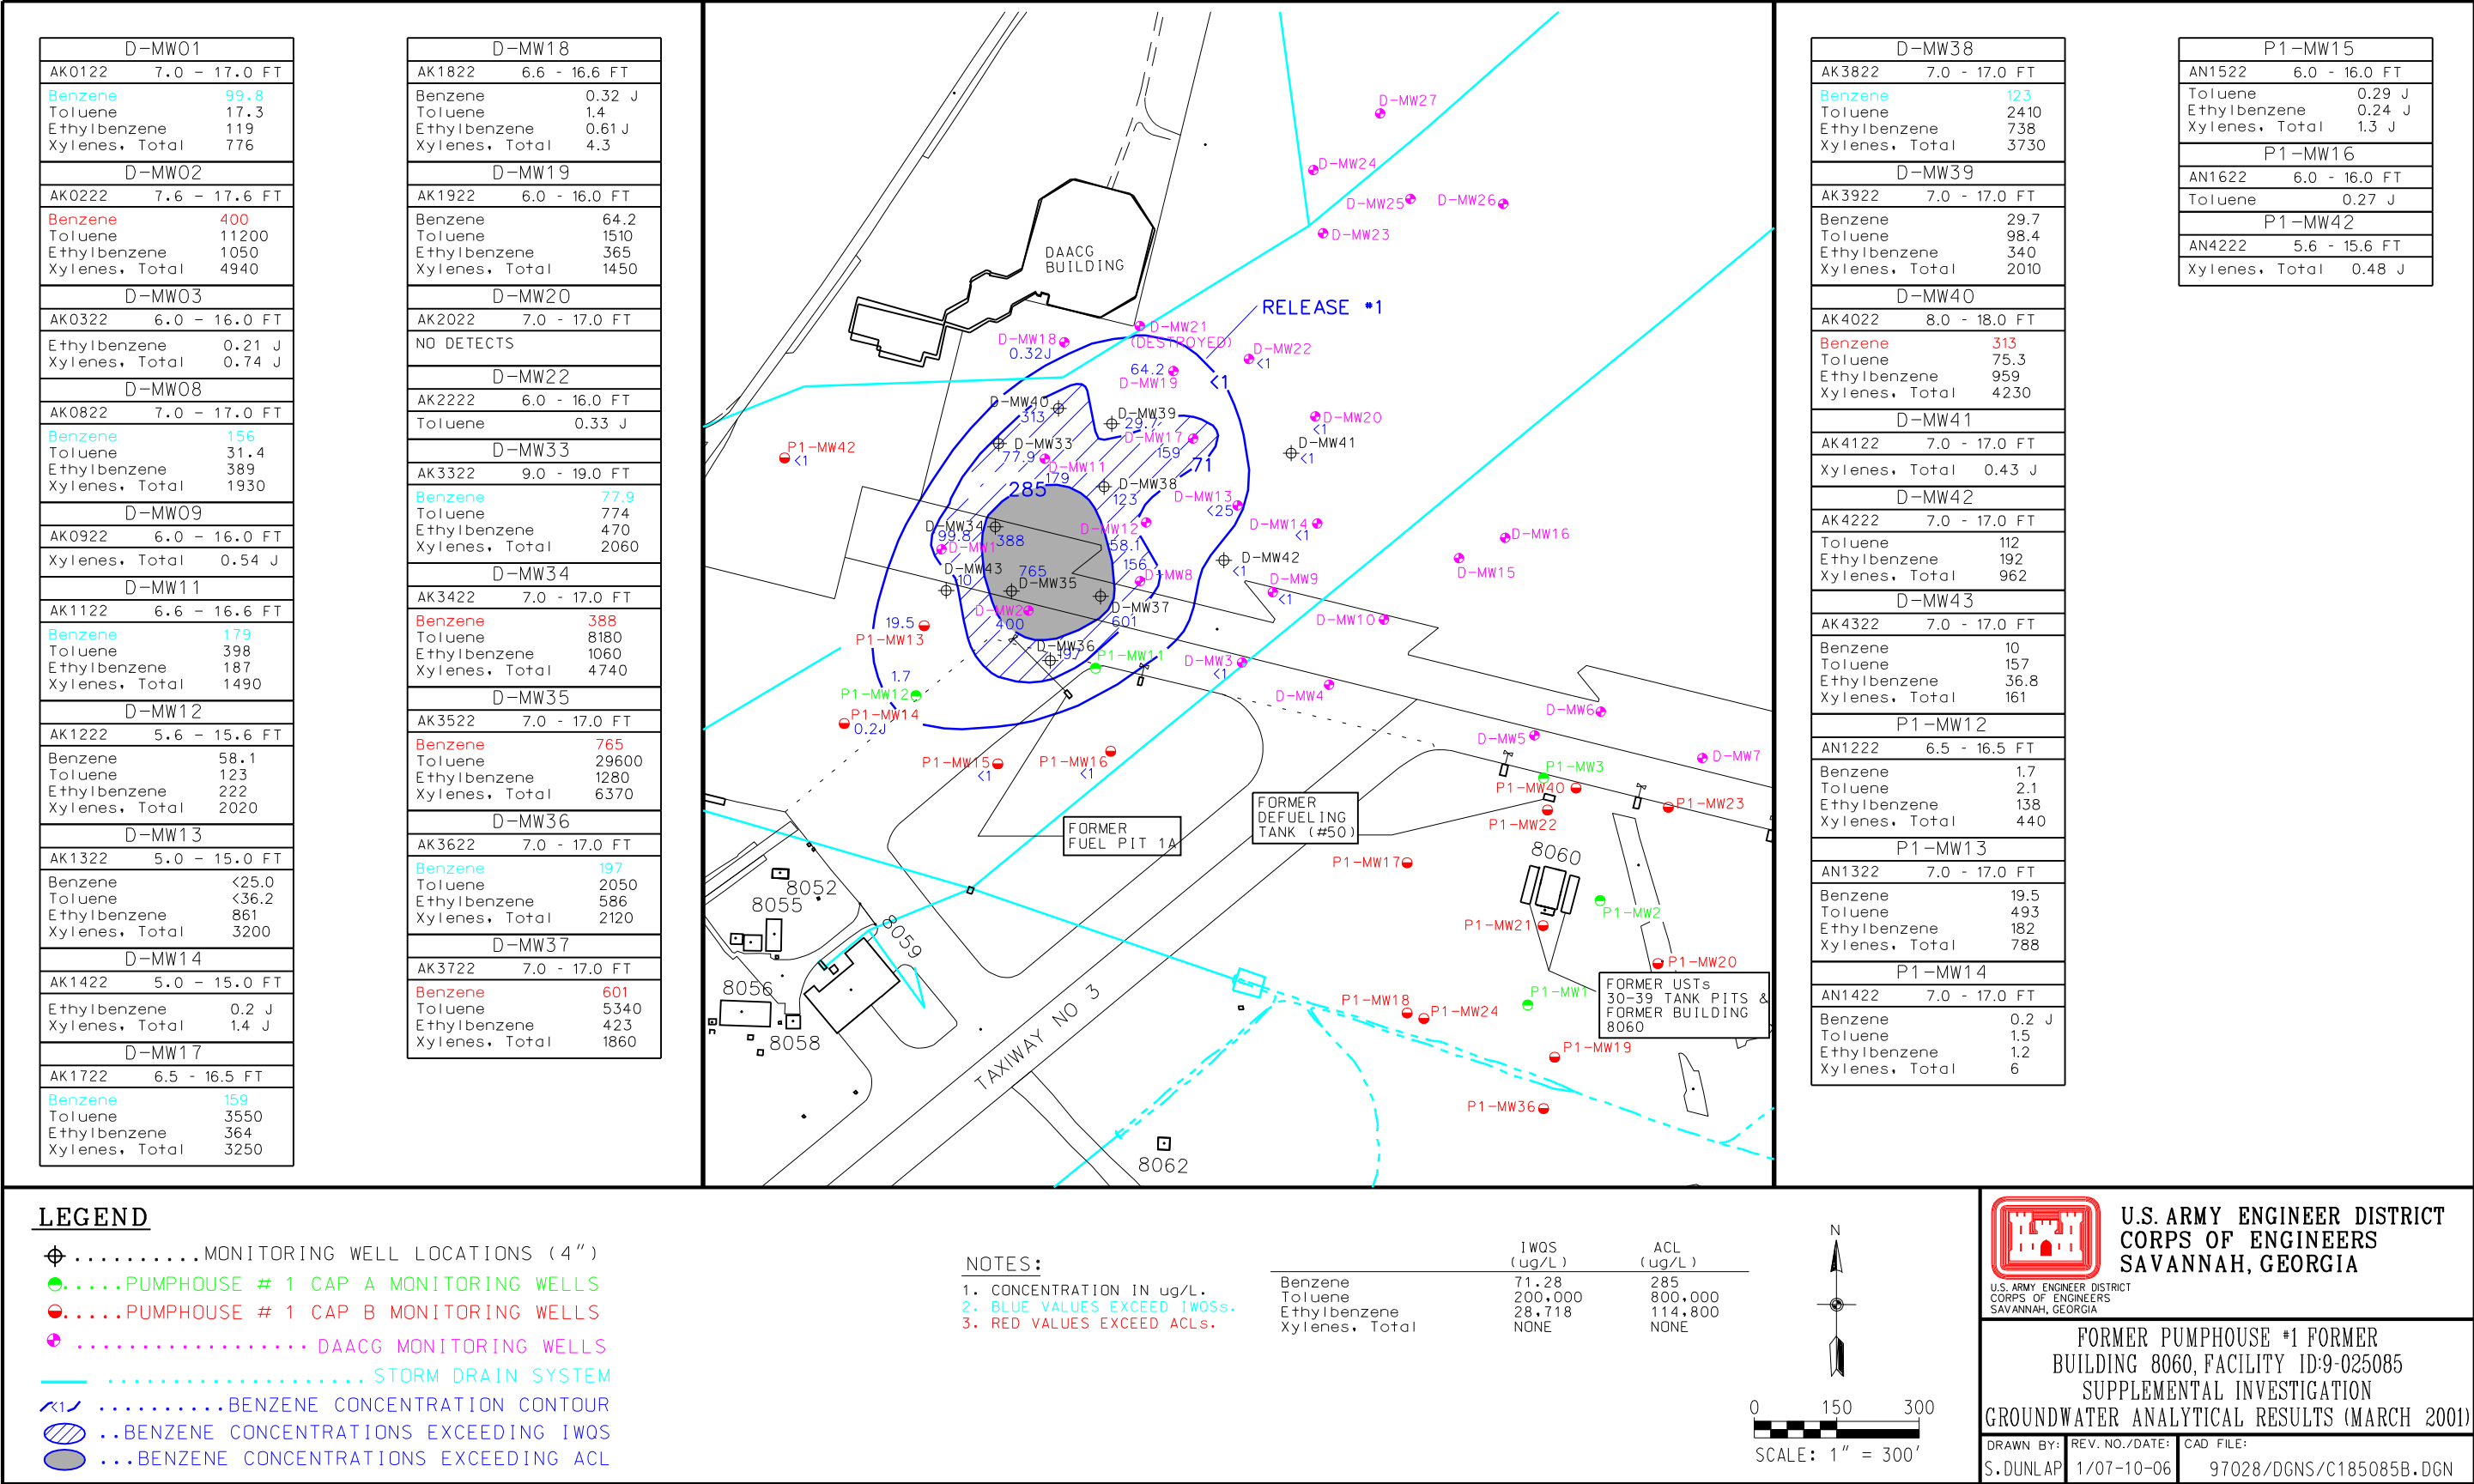 D-MW01
AK0122 7.0 - 17.0 FT
Benzene 99.8
Toluene 17.3
Ethylbenzene 119
Xylenes, Total 776
D-MW02
AK0222 7.6 - 17.6 FT
Benzene 400
Toluene 11200
Ethylbenzene 1050
Xylenes, Total 4940
D-MW03
AK0322 6.0 - 16.0 FT
Ethylbenzene 0.21 J
Xylenes, Total 0.74 J
D-MW08
AK0822 7.0 - 17.0 FT
Benzene 156
Toluene 31.4
Ethylbenzene 389
Xylenes, Total 1930
D-MW09
AK0922 6.0 - 16.0 FT
Xylenes, Total 0.54 J
D-MW11
AK1122 6.6 - 16.6 FT
Benzene 179
Toluene 398
Ethylbenzene 187
Xylenes, Total 1490
D-MW12
AK1222 5.6 - 15.6 FT
Benzene 58.1
Toluene 123
Ethylbenzene 222
Xylenes, Total 2020
D-MW13
AK1322 5.0 - 15.0 FT
Benzene <25.0
Toluene <36.2
Ethylbenzene 861
Xylenes, Total 3200
D-MW14
AK1422 5.0 - 15.0 FT
Ethylbenzene 0.2 J
Xylenes, Total 1.4 J
D-MW17
AK1722 6.5 - 16.5 FT
Benzene 159
Toluene 3550
Ethylbenzene 364
Xylenes, Total 3250
D-MW18
AK1822 6.6 - 16.6 FT
Benzene 0.32 J
Toluene 1.4
Ethylbenzene 0.61 J
Xylenes, Total 4.3
D-MW19
AK1922 6.0 - 16.0 FT
Benzene 64.2
Toluene 1510
Ethylbenzene 365
Xylenes, Total 1450
D-MW20
AK2022 7.0 - 17.0 FT
NO DETECTS
D-MW22
AK2222 6.0 - 16.0 FT
Toluene 0.33 J
D-MW33
AK3322 9.0 - 19.0 FT
Benzene 77.9
Toluene 774
Ethylbenzene 470
Xylenes, Total 2060
D-MW34
AK3422 7.0 - 17.0 FT
Benzene 388
Toluene 8180
Ethylbenzene 1060
Xylenes, Total 4740
D-MW35
AK3522 7.0 - 17.0 FT
Benzene 765
Toluene 29600
Ethylbenzene 1280
Xylenes, Total 6370
D-MW36
AK3622 7.0 - 17.0 FT
Benzene 197
Toluene 2050
Ethylbenzene 586
Xylenes, Total 2120
D-MW37
AK3722 7.0 - 17.0 FT
Benzene 601
Toluene 5340
Ethylbenzene 423
Xylenes, Total 1860
D-MW27
D-MW24
D-MW25
D-MW26
D-MW23
DAACG
BUILDING
RELEASE #1
D-MW21
(DESTROYED)
D-MW18
0.32J
D-MW22
<1
64.2
D-MW19
<1
D-MW40
313
D-MW39
29.7
D-MW20
<1
D-MW33
77.9
D-MW17
159
D-MW41
<1
P1-MW42
<1
D-MW11
179
71
285
D-MW38
123
D-MW13
<25
D-MW34
388
D-MW12
58.1
D-MW14
<1
99.8
D-MW1
D-MW16
D-MW15
D-MW42
<1
D-MW43
10
765
D-MW35
156
D-MW8
D-MW9
<1
D-MW2
400
D-MW37
601
D-MW10
19.5
P1-MW13
D-MW36
197
P1-MW11
D-MW3
<1
1.7
P1-MW12
D-MW4
P1-MW14
0.2J
D-MW6
D-MW5
D-MW7
P1-MW15
<1
P1-MW16
<1
P1-MW3
P1-MW40
P1-MW23
FORMER
DEFUELING
TANK (#50)
P1-MW22
FORMER
FUEL PIT 1A
P1-MW17
8060
8052
8055
P1-MW2
P1-MW21
8059
P1-MW20
8056
FORMER USTs
30-39 TANK PITS &
FORMER BUILDING
8060
P1-MW1
P1-MW18
P1-MW24
8058
TAXIWAY NO 3
P1-MW19
P1-MW36
8062
D-MW38
AK3822 7.0 - 17.0 FT
Benzene 123
Toluene 2410
Ethylbenzene 738
Xylenes, Total 3730
D-MW39
AK3922 7.0 - 17.0 FT
Benzene 29.7
Toluene 98.4
Ethylbenzene 340
Xylenes, Total 2010
D-MW40
AK4022 8.0 - 18.0 FT
Benzene 313
Toluene 75.3
Ethylbenzene 959
Xylenes, Total 4230
D-MW41
AK4122 7.0 - 17.0 FT
Xylenes, Total 0.43 J
D-MW42
AK4222 7.0 - 17.0 FT
Toluene 112
Ethylbenzene 192
Xylenes, Total 962
D-MW43
AK4322 7.0 - 17.0 FT
Benzene 10
Toluene 157
Ethylbenzene 36.8
Xylenes, Total 161
P1-MW12
AN1222 6.5 - 16.5 FT
Benzene 1.7
Toluene 2.1
Ethylbenzene 138
Xylenes, Total 440
P1-MW13
AN1322 7.0 - 17.0 FT
Benzene 19.5
Toluene 493
Ethylbenzene 182
Xylenes, Total 788
P1-MW14
AN1422 7.0 - 17.0 FT
Benzene 0.2 J
Toluene 1.5
Ethylbenzene 1.2
Xylenes, Total 6
P1-MW15
AN1522 6.0 - 16.0 FT
Toluene 0.29 J
Ethylbenzene 0.24 J
Xylenes, Total 1.3 J
P1-MW16
AN1622 6.0 - 16.0 FT
Toluene 0.27 J
P1-MW42
AN4222 5.6 - 15.6 FT
Xylenes, Total 0.48 J
LEGEND
..........MONITORING WELL LOCATIONS (4")
.....PUMPHOUSE # 1 CAP A MONITORING WELLS
.....PUMPHOUSE # 1 CAP B MONITORING WELLS
.................. DAACG MONITORING WELLS
.................... STORM DRAIN SYSTEM
<1 ..........BENZENE CONCENTRATION CONTOUR
..BENZENE CONCENTRATIONS EXCEEDING IWQS
...BENZENE CONCENTRATIONS EXCEEDING ACL
NOTES:
1. CONCENTRATION IN ug/L.
2. BLUE VALUES EXCEED IWQSs.
3. RED VALUES EXCEED ACLs.
IWQS ACL
(ug/L) (ug/L)
Benzene 71.28 285
Toluene 200,000 800,000
Ethylbenzene 28,718 114,800
Xylenes, Total NONE NONE
N
0 150 300
SCALE: 1" = 300'
U.S. ARMY ENGINEER DISTRICT
CORPS OF ENGINEERS
SAVANNAH, GEORGIA
U.S. ARMY ENGINEER DISTRICT
CORPS OF ENGINEERS
SAVANNAH, GEORGIA
FORMER PUMPHOUSE #1 FORMER
BUILDING 8060, FACILITY ID:9-025085
SUPPLEMENTAL INVESTIGATION
GROUNDWATER ANALYTICAL RESULTS (MARCH 2001)
DRAWN BY: REV. NO./DATE: CAD FILE:
S.DUNLAP 1/07-10-06 97028/DGNS/C185085B.DGN